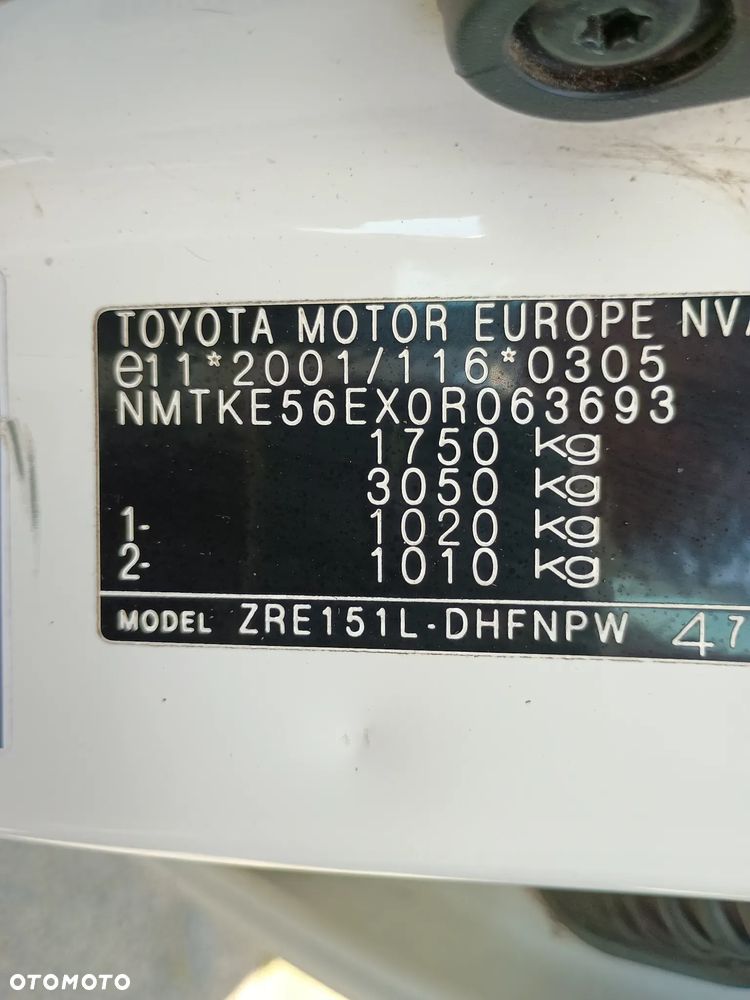 TOYOTA MOTOR EUROPE NV/
e11*2001/116*0305
NMTKE56EX0R063693
1750 kg
3050 kg
1- 1020 kg
2- 1010 kg
MODEL ZRE151L-DHFNPW 47
OTOMOTO